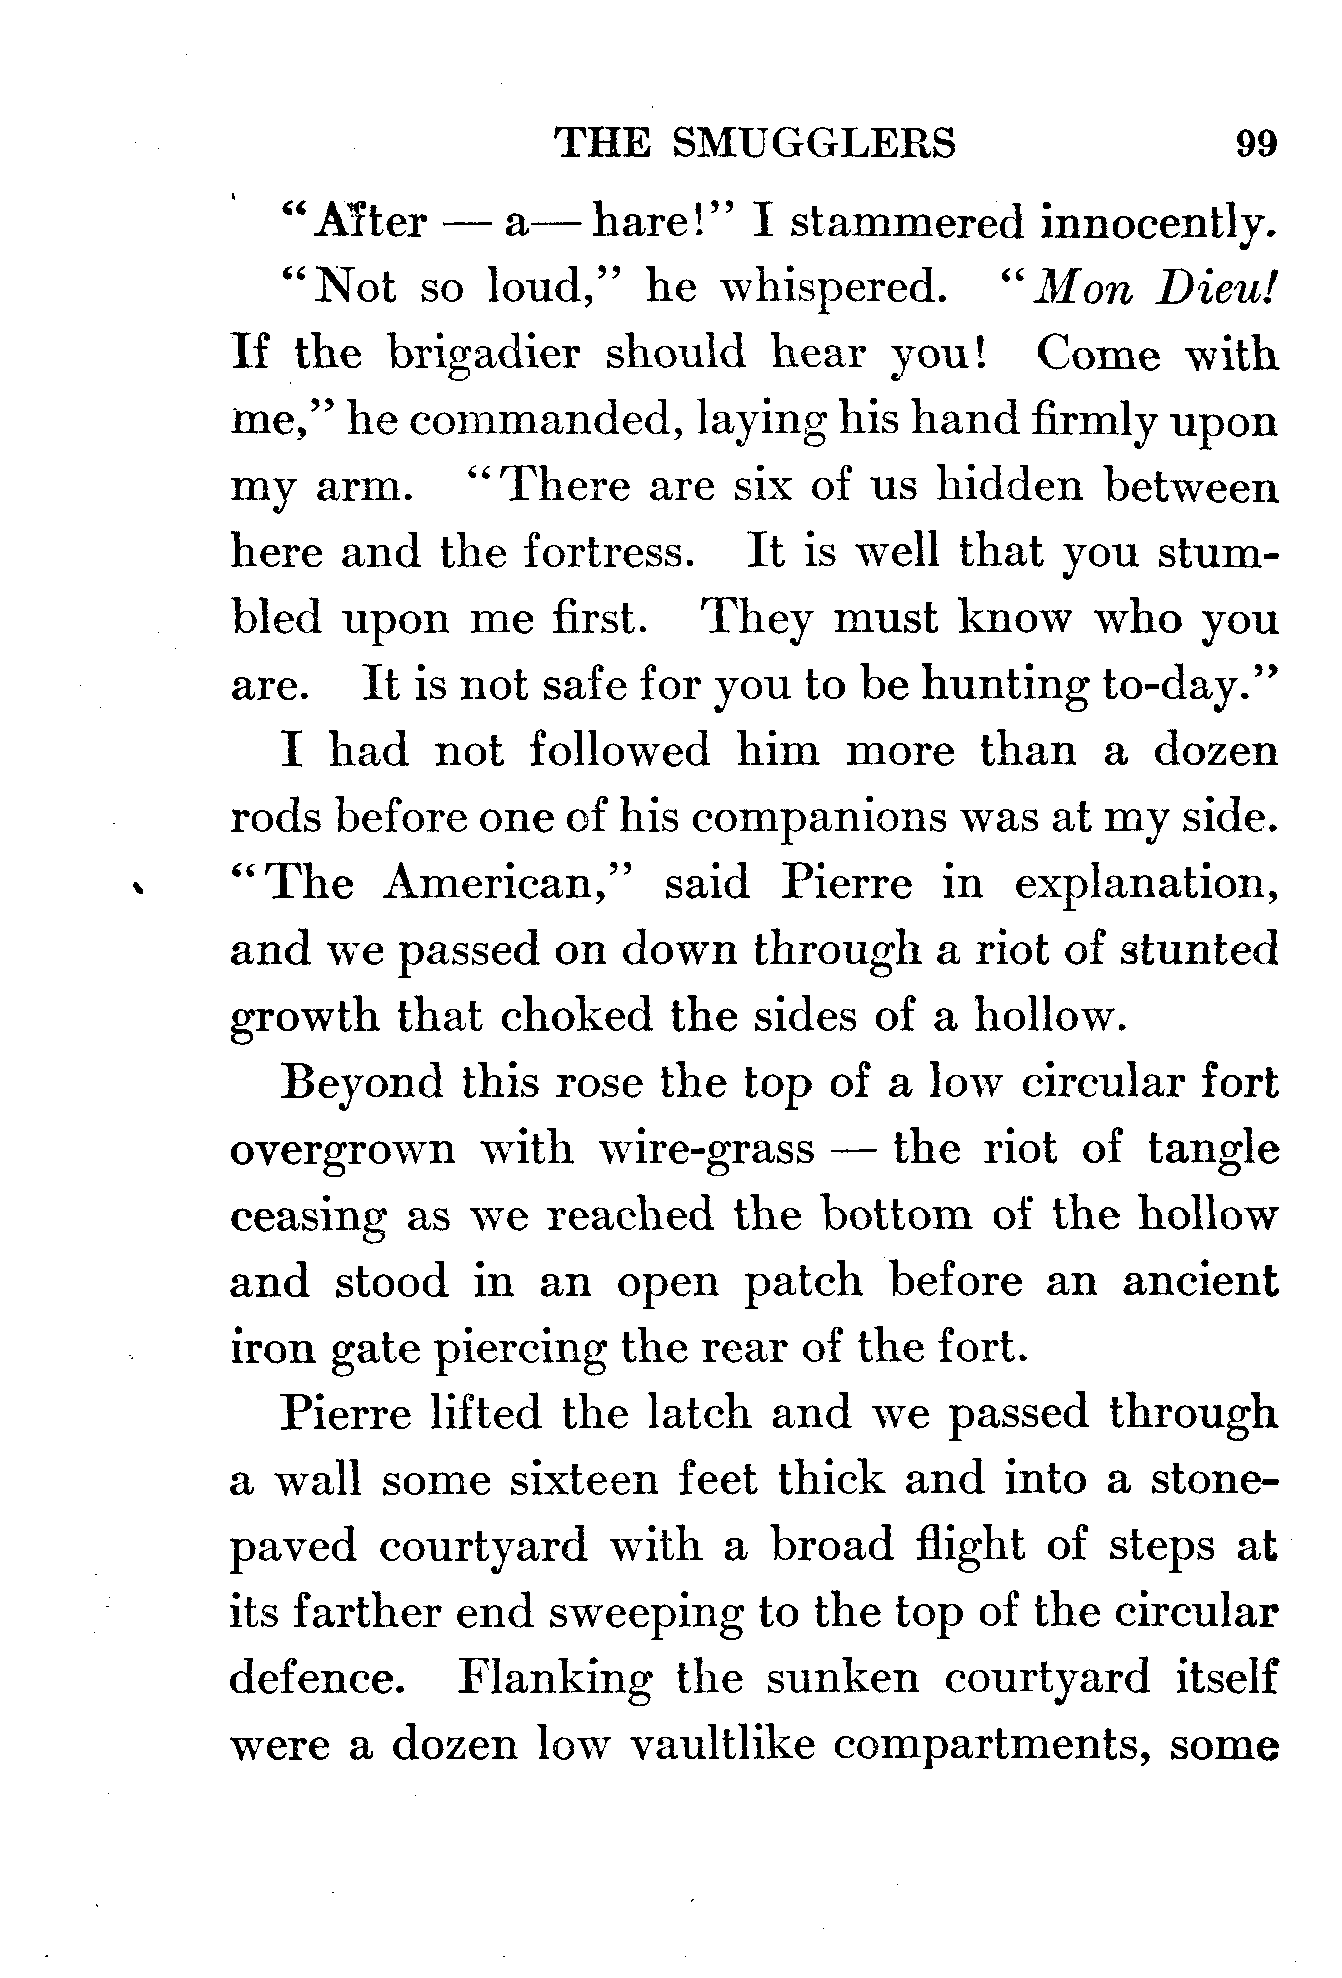 THE SMUGGLERS 99
“After — a— hare!” I stammered innocently.
“Not so loud,” he whispered. “Mon Dieu!
If the brigadier should hear you! Come with
me,” he commanded, laying his hand firmly upon
my arm. “There are six of us hidden between
here and the fortress. It is well that you stum-
bled upon me first. They must know who you
are. It is not safe for you to be hunting to-day.”
I had not followed him more than a dozen
rods before one of his companions was at my side.
“The American,” said Pierre in explanation,
and we passed on down through a riot of stunted
growth that choked the sides of a hollow.
Beyond this rose the top of a low circular fort
overgrown with wire-grass — the riot of tangle
ceasing as we reached the bottom of the hollow
and stood in an open patch before an ancient
iron gate piercing the rear of the fort.
Pierre lifted the latch and we passed through
a wall some sixteen feet thick and into a stone-
paved courtyard with a broad flight of steps at
its farther end sweeping to the top of the circular
defence. Flanking the sunken courtyard itself
were a dozen low vaultlike compartments, some